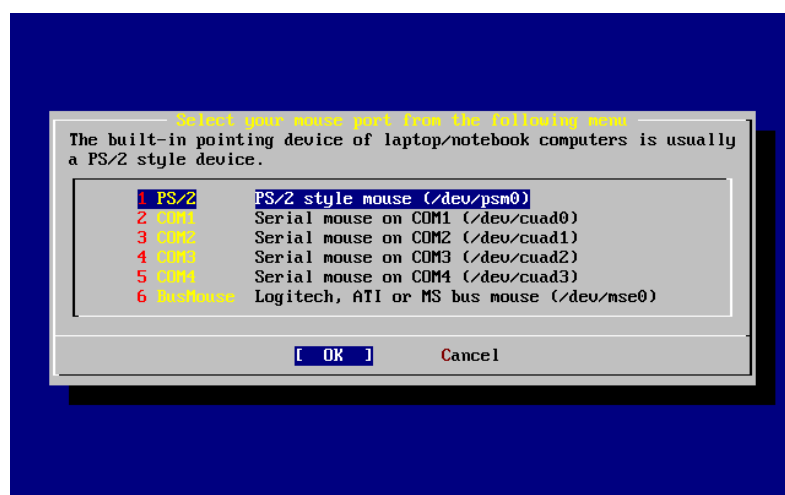 Select your mouse port from the following menu
The built-in pointing device of laptop/notebook computers is usually
a PS/2 style device.
1 PS/2 PS/2 style mouse (/dev/psm0)
2 COM1 Serial mouse on COM1 (/dev/cuad0)
3 COM2 Serial mouse on COM2 (/dev/cuad1)
4 COM3 Serial mouse on COM3 (/dev/cuad2)
5 COM4 Serial mouse on COM4 (/dev/cuad3)
6 BusMouse Logitech, ATI or MS bus mouse (/dev/mse0)
[ OK ] Cancel